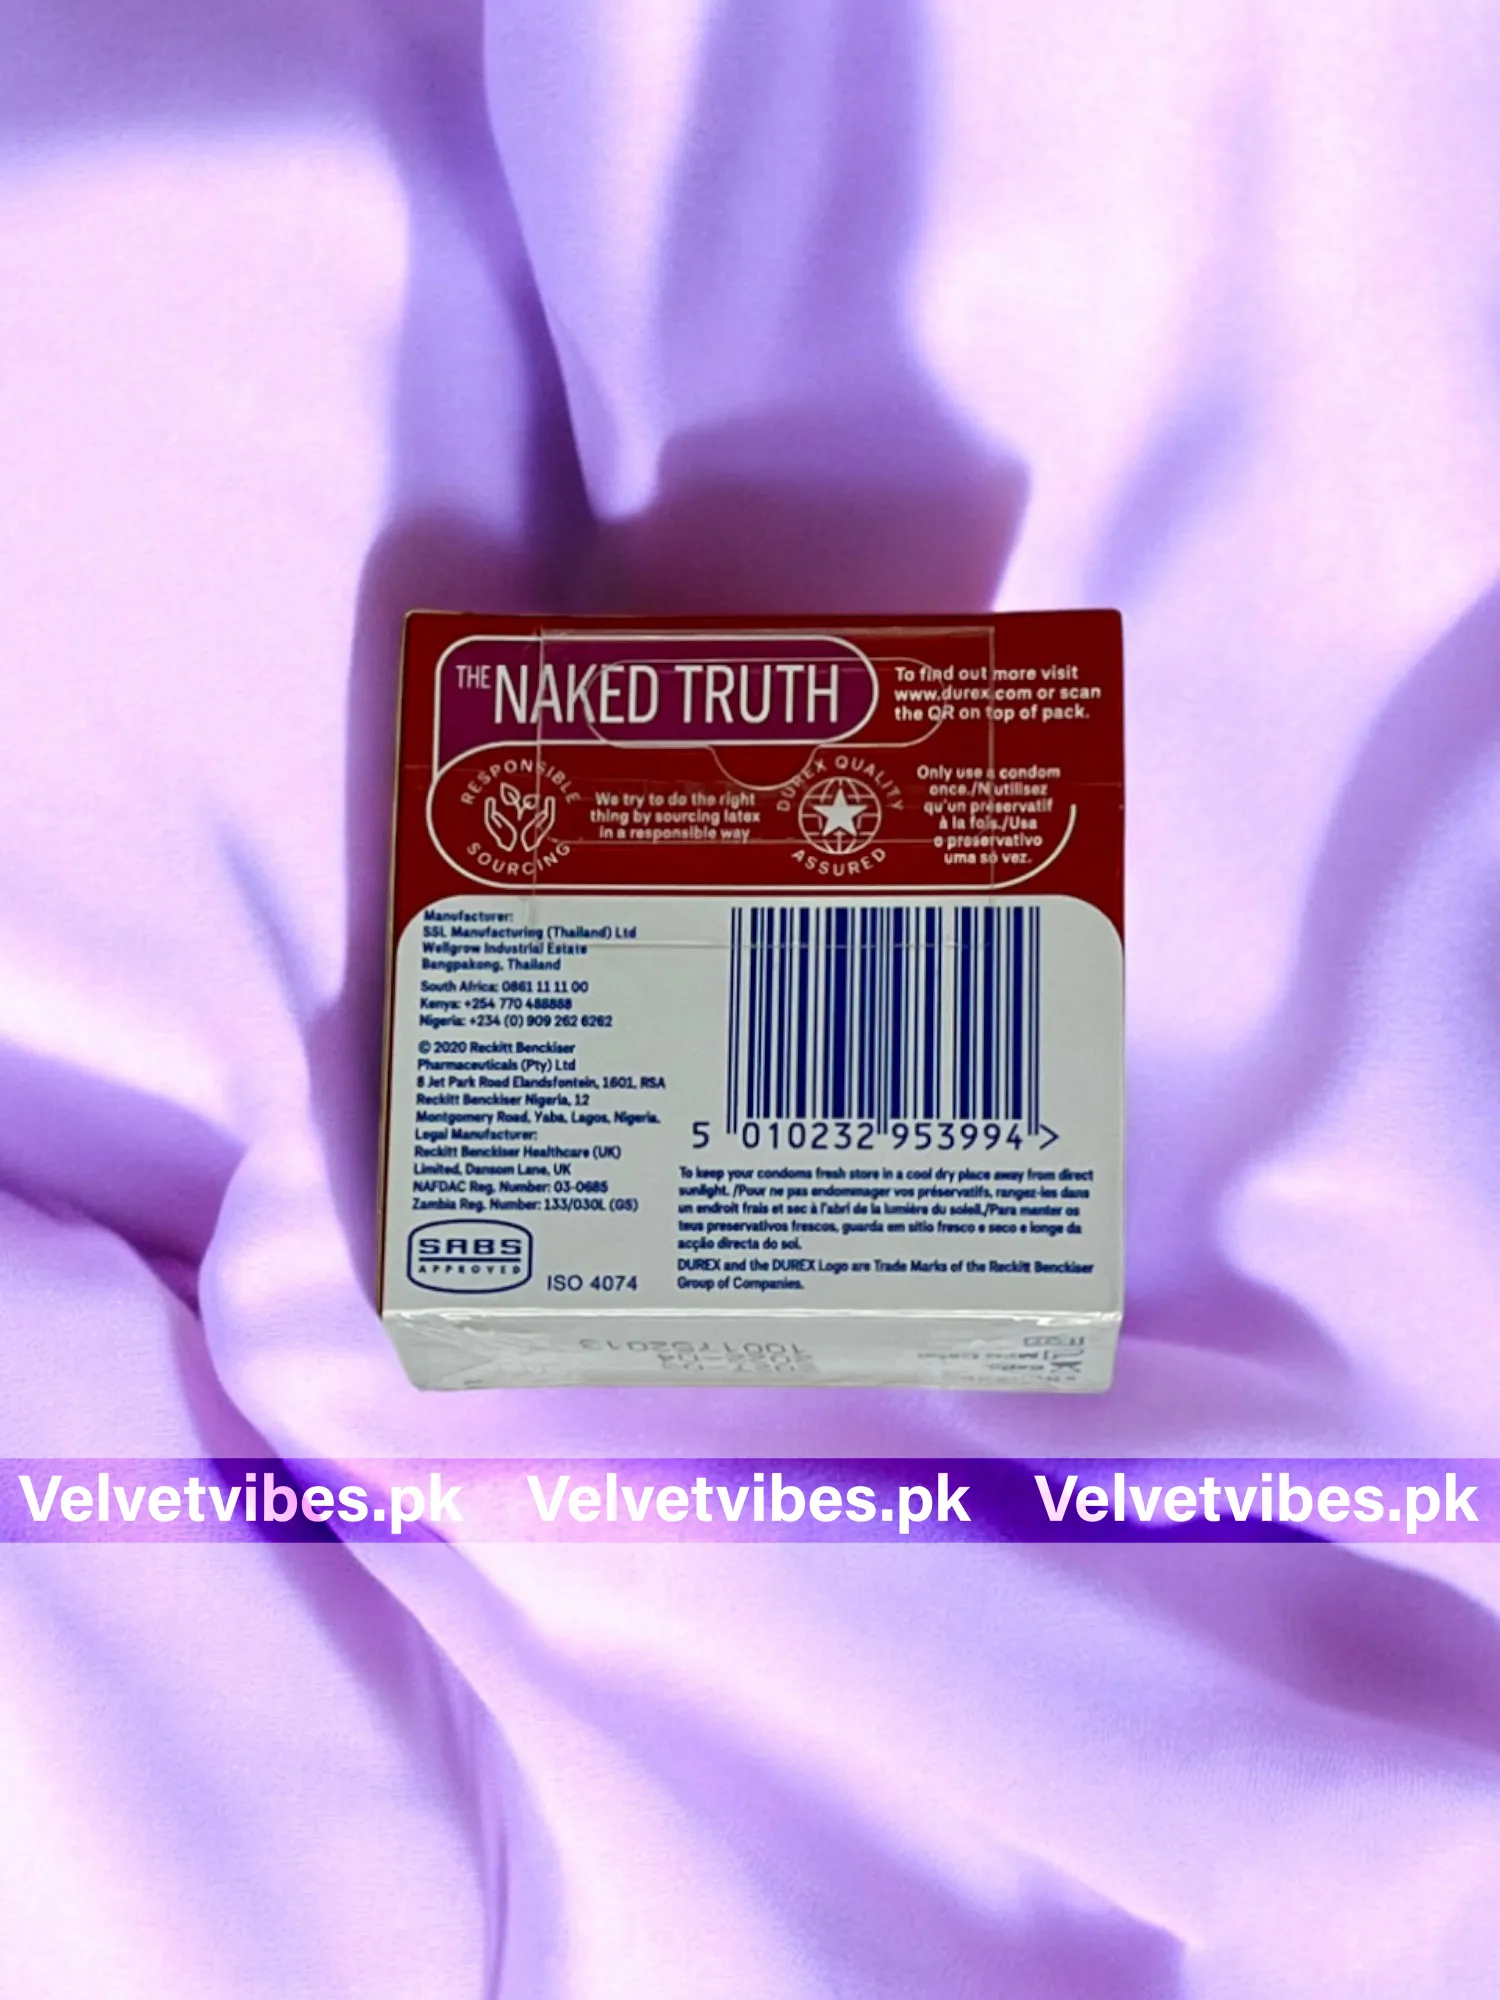 THE NAKED TRUTH
To find out more visit
www.durex.com or scan
the QR on top of pack.
RESPONSIBLE
SOURCING
We try to do the right
thing by sourcing latex
in a responsible way
DUREX QUALITY
ASSURED
Only use a condom
once./N'utilisez
qu'un préservatif
à la fois./Usa
o preservativo
uma só vez.
Manufacturer:
SSL Manufacturing (Thailand) Ltd
Wellgrow Industrial Estate
Bangpakong, Thailand
South Africa: 0861 11 11 00
Kenya: +254 770 488888
Nigeria: +234 (0) 909 262 6262
© 2020 Reckitt Benckiser
Pharmaceuticals (Pty) Ltd
8 Jet Park Road Elandsfontein, 1601, RSA
Reckitt Benckiser Nigeria, 12
Montgomery Road, Yaba, Lagos, Nigeria.
Legal Manufacturer:
Reckitt Benckiser Healthcare (UK)
Limited, Dansom Lane, UK
NAFDAC Reg. Number: 03-0685
Zambia Reg. Number: 133/030L (GS)
SABS
APPROVED
ISO 4074
5 010232 953994 >
To keep your condoms fresh store in a cool dry place away from direct
sunlight. /Pour ne pas endommager vos préservatifs, rangez-les dans
un endroit frais et sec à l'abri de la lumière du soleil./Para manter os
teus preservativos frescos, guarda em sítio fresco e seco e longe da
acção directa do sol.
DUREX and the DUREX Logo are Trade Marks of the Reckitt Benckiser
Group of Companies.
Velvetvibes.pk Velvetvibes.pk Velvetvibes.pk